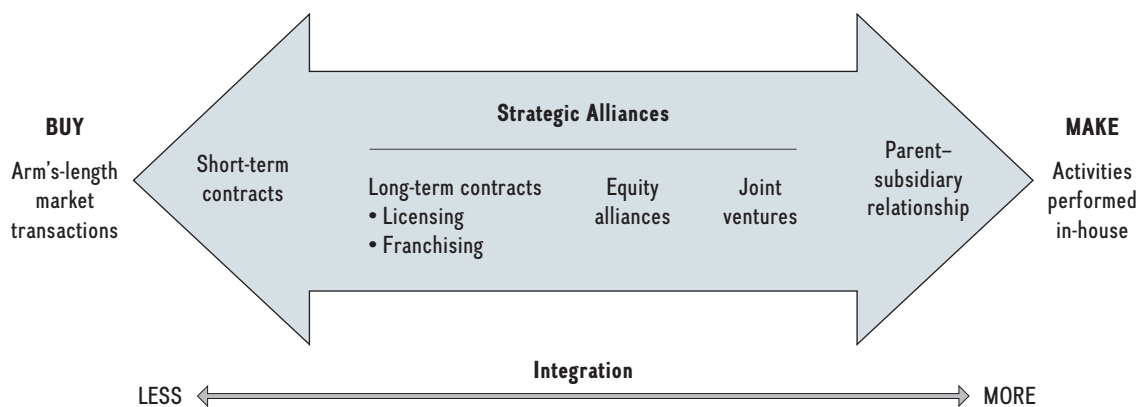 Strategic Alliances
BUY
Arm's-length
market
transactions
Short-term
contracts
Long-term contracts
• Licensing
• Franchising
Equity
alliances
Joint
ventures
Parent–
subsidiary
relationship
MAKE
Activities
performed
in-house
Integration
LESS
MORE